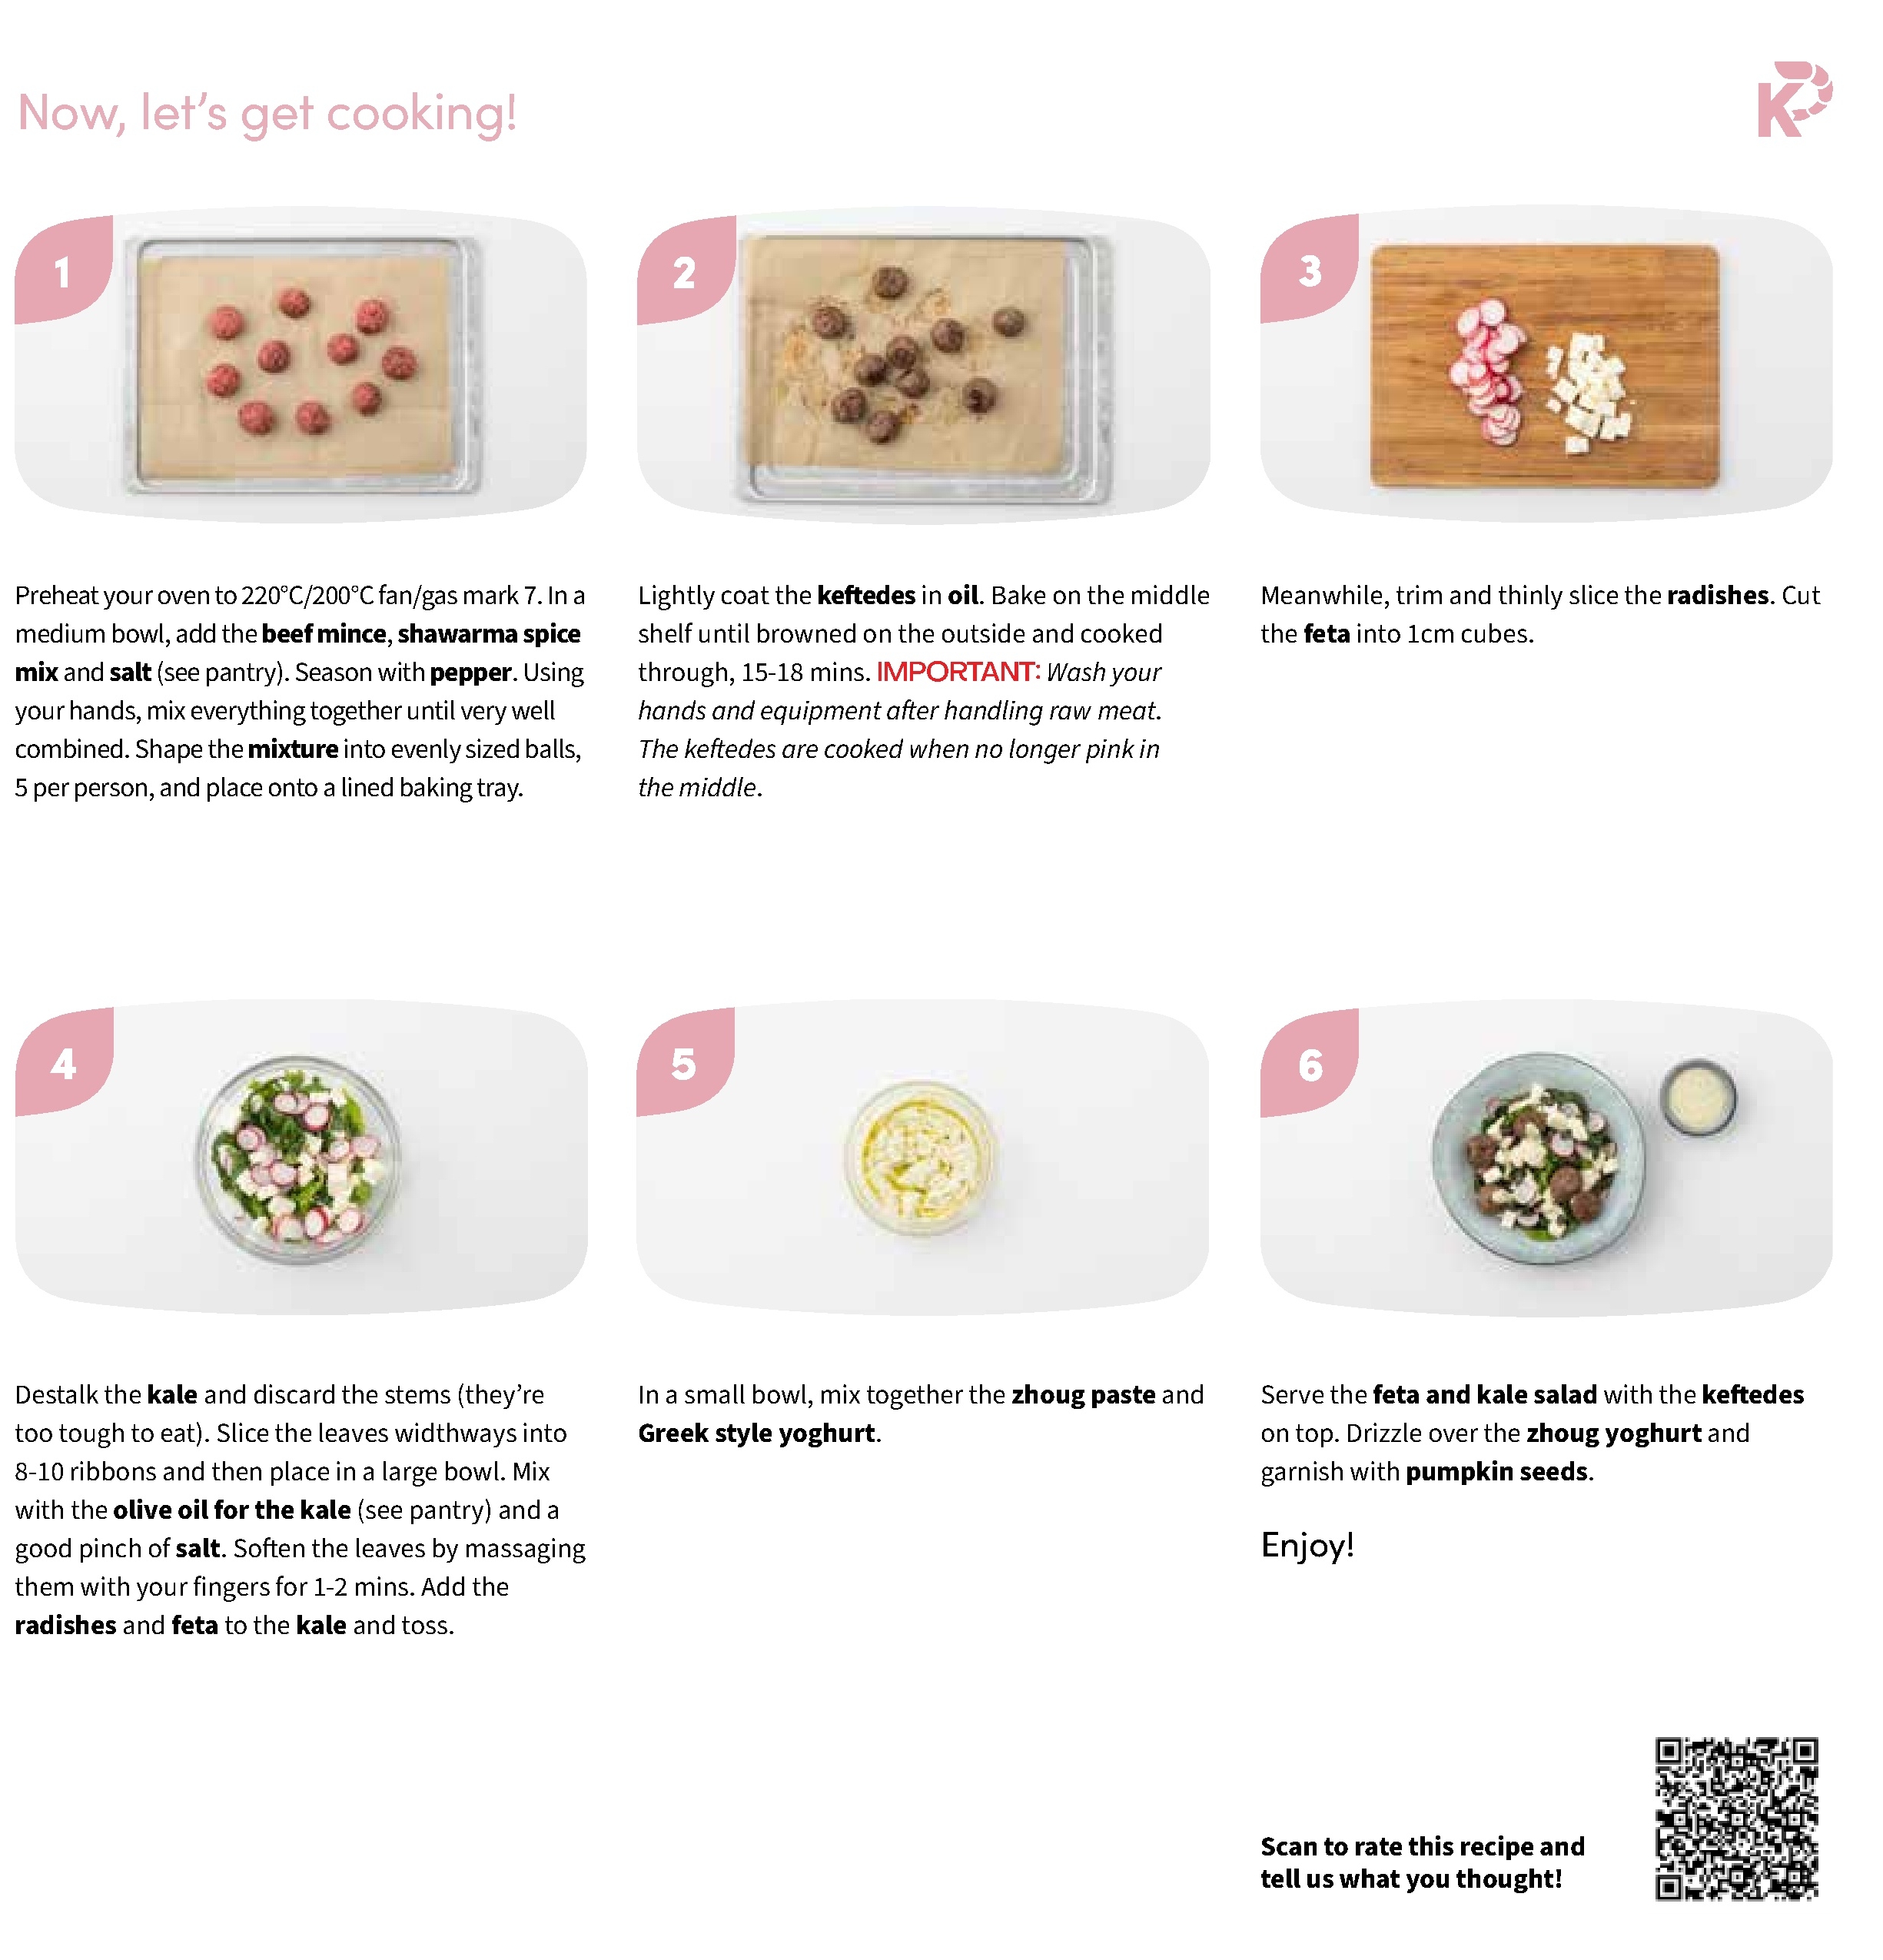 Now, let’s get cooking!
K
1
Preheat your oven to 220°C/200°C fan/gas mark 7. In a
medium bowl, add the beef mince, shawarma spice
mix and salt (see pantry). Season with pepper. Using
your hands, mix everything together until very well
combined. Shape the mixture into evenly sized balls,
5 per person, and place onto a lined baking tray.
2
Lightly coat the keftedes in oil. Bake on the middle
shelf until browned on the outside and cooked
through, 15-18 mins. IMPORTANT: Wash your
hands and equipment after handling raw meat.
The keftedes are cooked when no longer pink in
the middle.
3
Meanwhile, trim and thinly slice the radishes. Cut
the feta into 1cm cubes.
4
Destalk the kale and discard the stems (they’re
too tough to eat). Slice the leaves widthways into
8-10 ribbons and then place in a large bowl. Mix
with the olive oil for the kale (see pantry) and a
good pinch of salt. Soften the leaves by massaging
them with your fingers for 1-2 mins. Add the
radishes and feta to the kale and toss.
5
In a small bowl, mix together the zhoug paste and
Greek style yoghurt.
6
Serve the feta and kale salad with the keftedes
on top. Drizzle over the zhoug yoghurt and
garnish with pumpkin seeds.
Enjoy!
Scan to rate this recipe and
tell us what you thought!